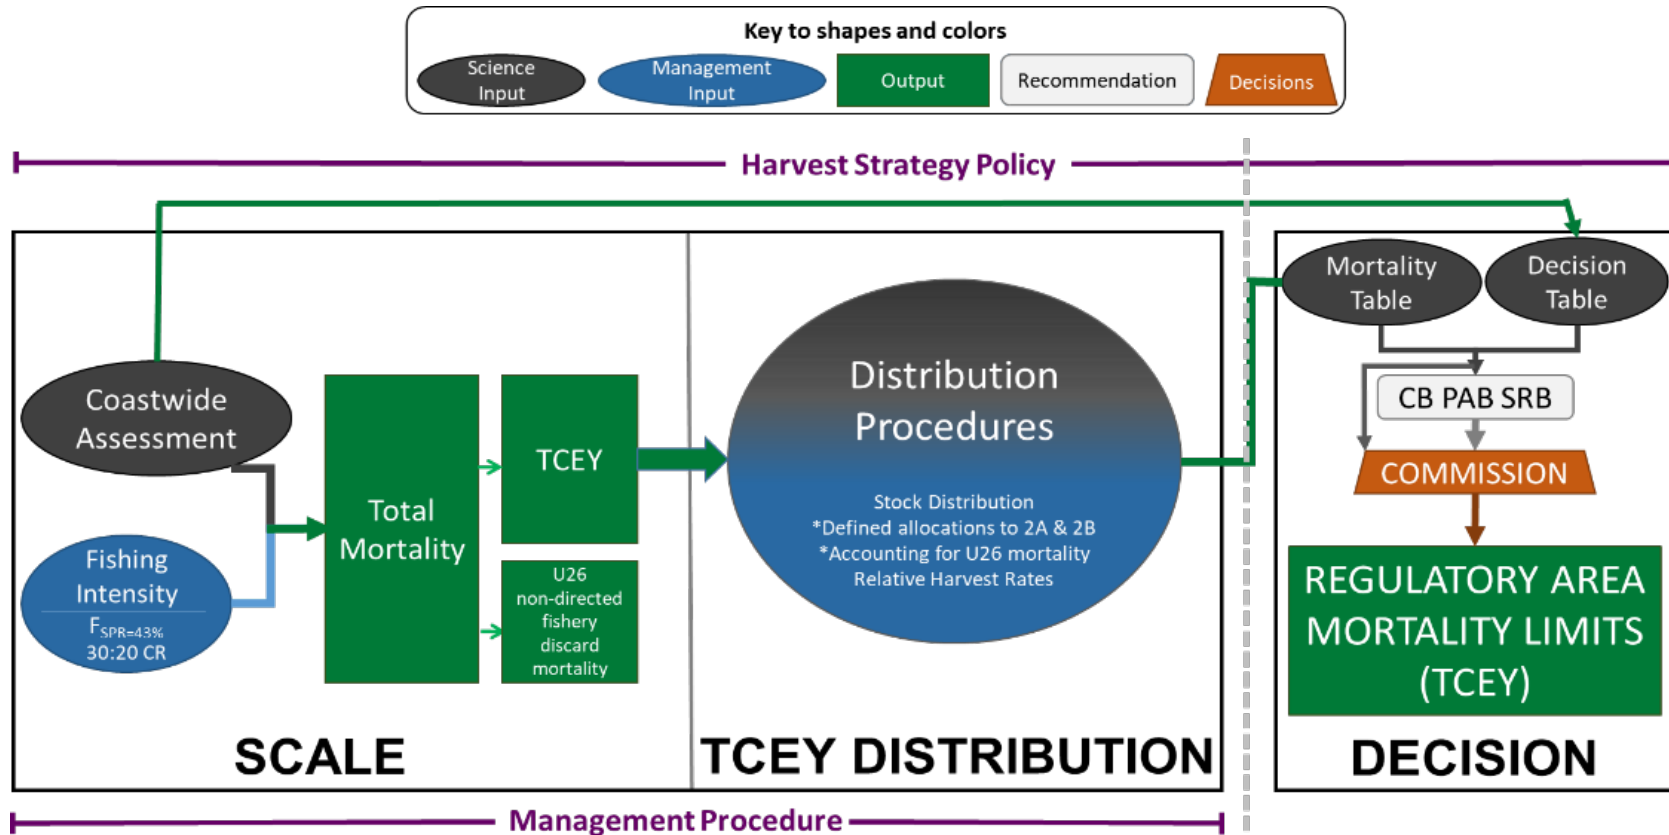 Key to shapes and colors
Science
Input
Management
Input
Output
Recommendation
Decisions
Harvest Strategy Policy
Coastwide
Assessment
Fishing
Intensity
F_SPR=43%
30:20 CR
Total
Mortality
TCEY
U26
non-directed
fishery
discard
mortality
SCALE
Distribution
Procedures
Stock Distribution
*Defined allocations to 2A & 2B
*Accounting for U26 mortality
Relative Harvest Rates
TCEY DISTRIBUTION
Mortality
Table
Decision
Table
CB PAB SRB
COMMISSION
REGULATORY AREA
MORTALITY LIMITS
(TCEY)
DECISION
Management Procedure